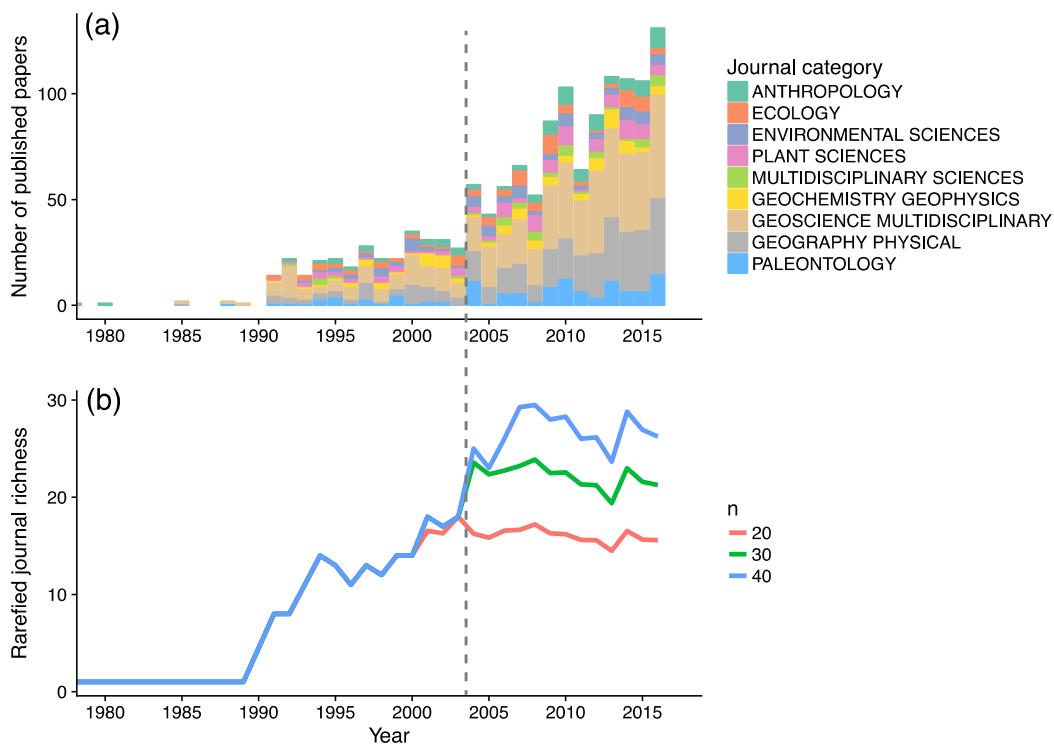 (a)
Number of published papers
100
50
0
1980 1985 1990 1995 2000 2005 2010 2015
Journal category
ANTHROPOLOGY
ECOLOGY
ENVIRONMENTAL SCIENCES
PLANT SCIENCES
MULTIDISCIPLINARY SCIENCES
GEOCHEMISTRY GEOPHYSICS
GEOSCIENCE MULTIDISCIPLINARY
GEOGRAPHY PHYSICAL
PALEONTOLOGY
(b)
Rarefied journal richness
30
20
10
0
1980 1985 1990 1995 2000 2005 2010 2015
Year
n
20
30
40